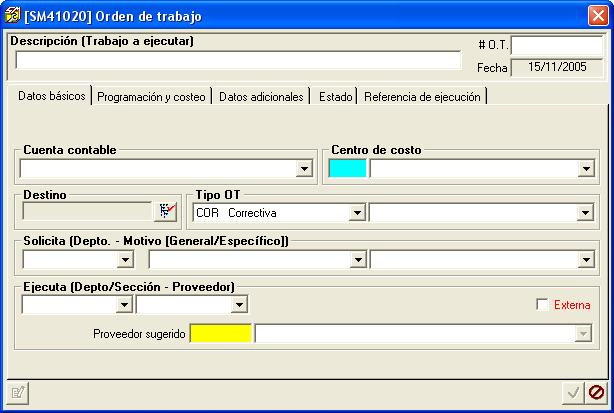 [SM41020] Orden de trabajo
Descripción (Trabajo a ejecutar)
# O.T.
Fecha 15/11/2005
Datos básicos Programación y costeo Datos adicionales Estado Referencia de ejecución
Cuenta contable Centro de costo
Destino Tipo OT
COR Correctiva
Solicita (Depto. - Motivo [General/Específico])
Ejecuta (Depto/Sección - Proveedor)
Externa
Proveedor sugerido